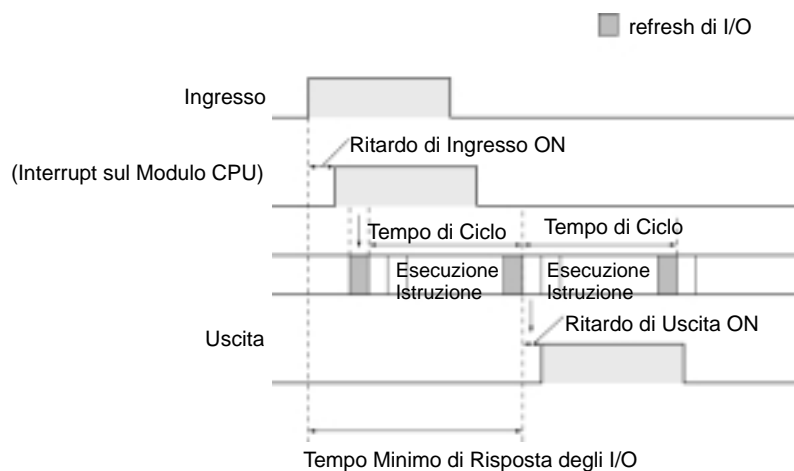 refresh di I/O
Ingresso
Ritardo di Ingresso ON
(Interrupt sul Modulo CPU)
Tempo di Ciclo
Tempo di Ciclo
Esecuzione
Istruzione
Esecuzione
Istruzione
Ritardo di Uscita ON
Uscita
Tempo Minimo di Risposta degli I/O